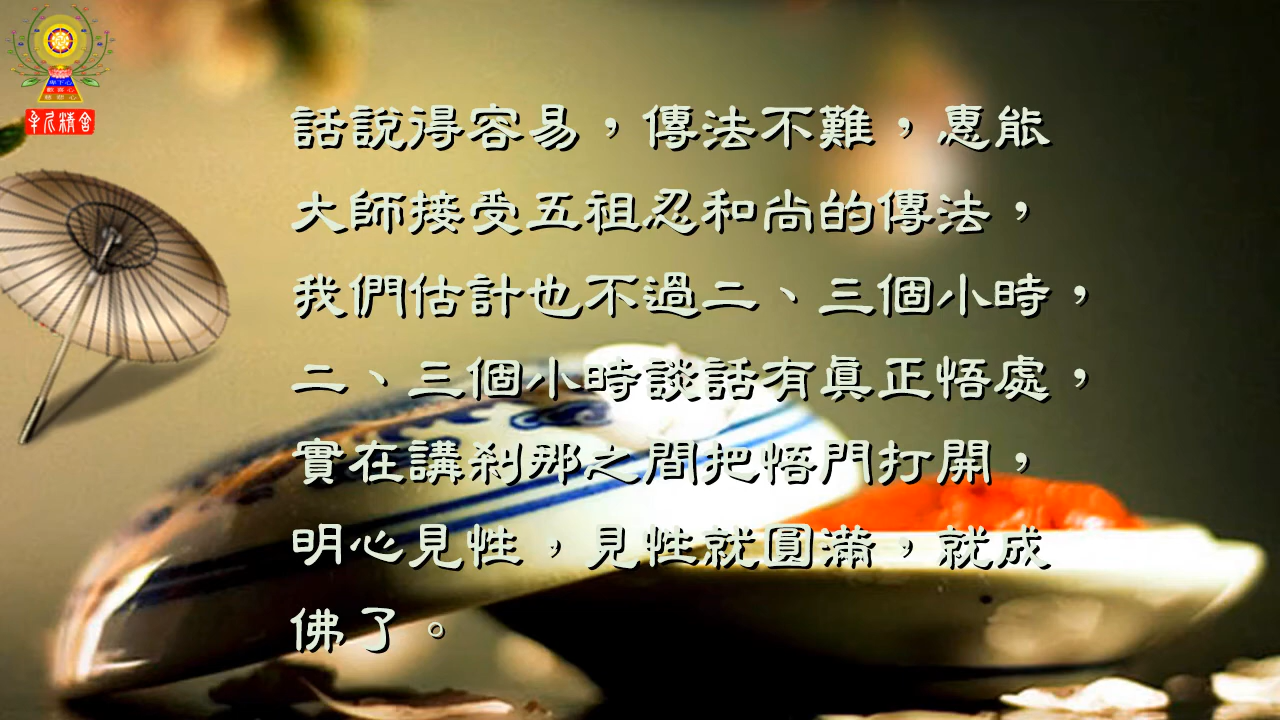 話說得容易，傳法不難，惠能
大師接受五祖忍和尚的傳法，
我們估計也不過二、三個小時，
二、三個小時談話有真正悟處，
實在講剎那之間把悟門打開，
明心見性，見性就圓滿，就成
佛了。